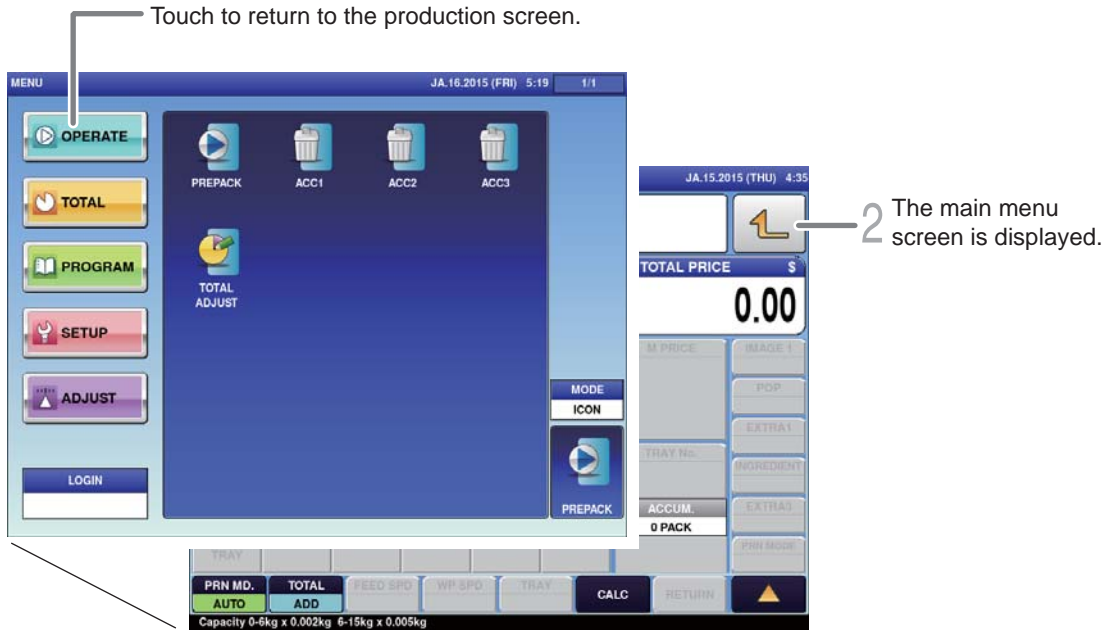 Touch to return to the production screen.
MENU JA.16.2015 (FRI) 5:19 1/1
OPERATE
PREPACK ACC1 ACC2 ACC3
TOTAL
PROGRAM
TOTAL
ADJUST
SETUP
ADJUST
MODE
ICON
LOGIN
PREPACK
JA.15.2015 (THU) 4:35
2 The main menu
screen is displayed.
TOTAL PRICE $
0.00
M.PRICE IMAGE 1
POP
EXTRA1
TRAY No.
INGREDIENT
ACCUM. EXTRA3
0 PACK
PRN MODE
TRAY
PRN MD. TOTAL FEED SPD WP SPD TRAY CALC RETURN
AUTO ADD
Capacity 0-6kg x 0.002kg 6-15kg x 0.005kg